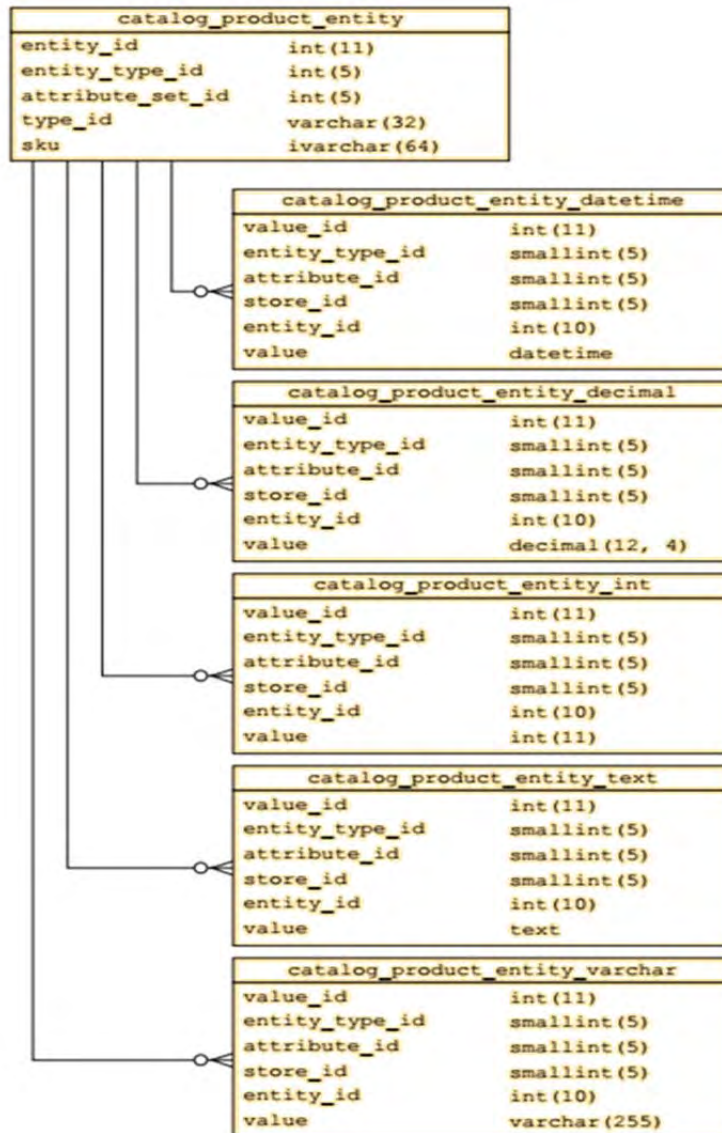 catalog_product_entity
entity_id int(11)
entity_type_id int(5)
attribute_set_id int(5)
type_id varchar(32)
sku ivarchar(64)
catalog_product_entity_datetime
value_id int(11)
entity_type_id smallint(5)
attribute_id smallint(5)
store_id smallint(5)
entity_id int(10)
value datetime
catalog_product_entity_decimal
value_id int(11)
entity_type_id smallint(5)
attribute_id smallint(5)
store_id smallint(5)
entity_id int(10)
value decimal(12, 4)
catalog_product_entity_int
value_id int(11)
entity_type_id smallint(5)
attribute_id smallint(5)
store_id smallint(5)
entity_id int(10)
value int(11)
catalog_product_entity_text
value_id int(11)
entity_type_id smallint(5)
attribute_id smallint(5)
store_id smallint(5)
entity_id int(10)
value text
catalog_product_entity_varchar
value_id int(11)
entity_type_id smallint(5)
attribute_id smallint(5)
store_id smallint(5)
entity_id int(10)
value varchar(255)